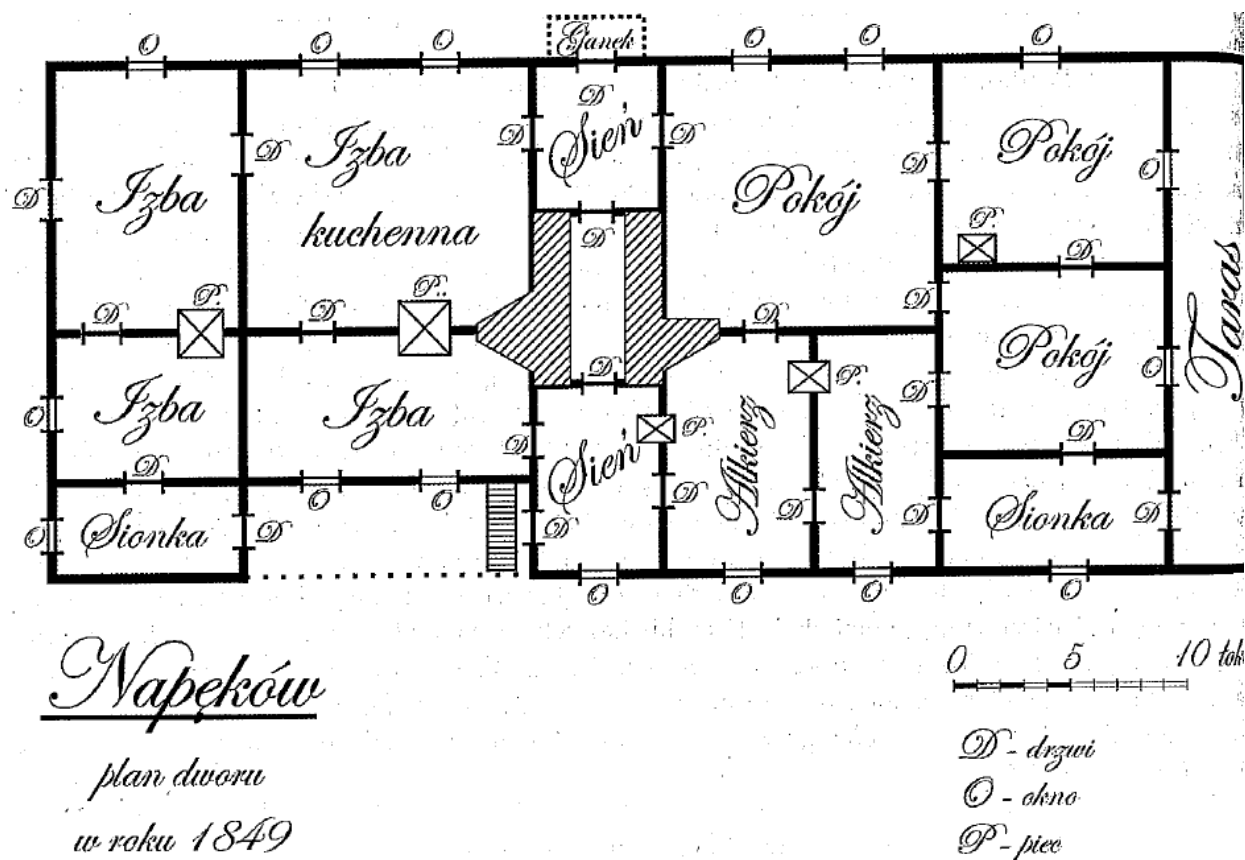 O O O Ganek O O O
D
Izba D Izba D Sień D Pokój D Pokój O
D kuchenna D P.
D P. D P.. D D D
Izba Izba D Alkierz P. Alkierz D Pokój O Taras
O D D Sień P. D D D D
O Sionka D D D Sionka D
O O O O O O
Napęków
plan dworu
w roku 1849
0 5 10
D - drzwi
O - okno
P - piec